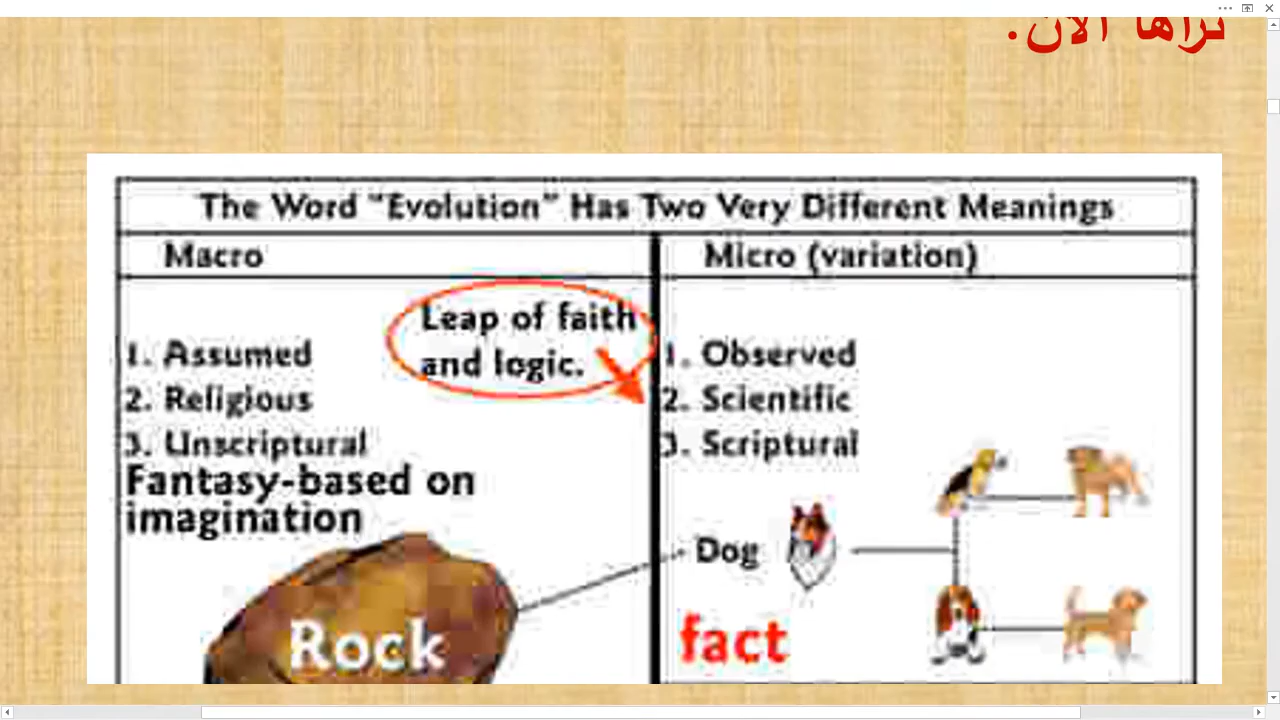 تراها الآن.
The Word "Evolution" Has Two Very Different Meanings
Macro
Micro (variation)
Leap of faith
and logic.
1. Assumed
2. Religious
3. Unscriptural
Fantasy-based on
imagination
Rock
1. Observed
2. Scientific
3. Scriptural
Dog
fact